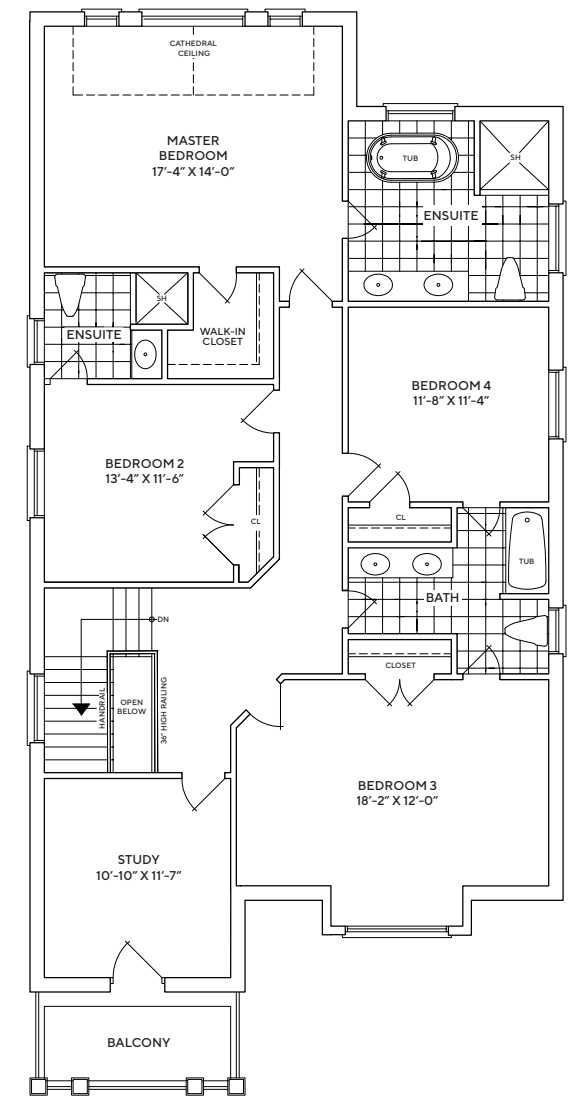 CATHEDRAL
CEILING
MASTER
BEDROOM
17'-4" X 14'-0"
TUB
SH
ENSUITE
SH
ENSUITE
WALK-IN
CLOSET
BEDROOM 4
11'-8" X 11'-4"
BEDROOM 2
13'-4" X 11'-6"
CL
CL
TUB
BATH
DN
CLOSET
HANDRAIL
OPEN
BELOW
36" HIGH RAILING
BEDROOM 3
18'-2" X 12'-0"
STUDY
10'-10" X 11'-7"
BALCONY